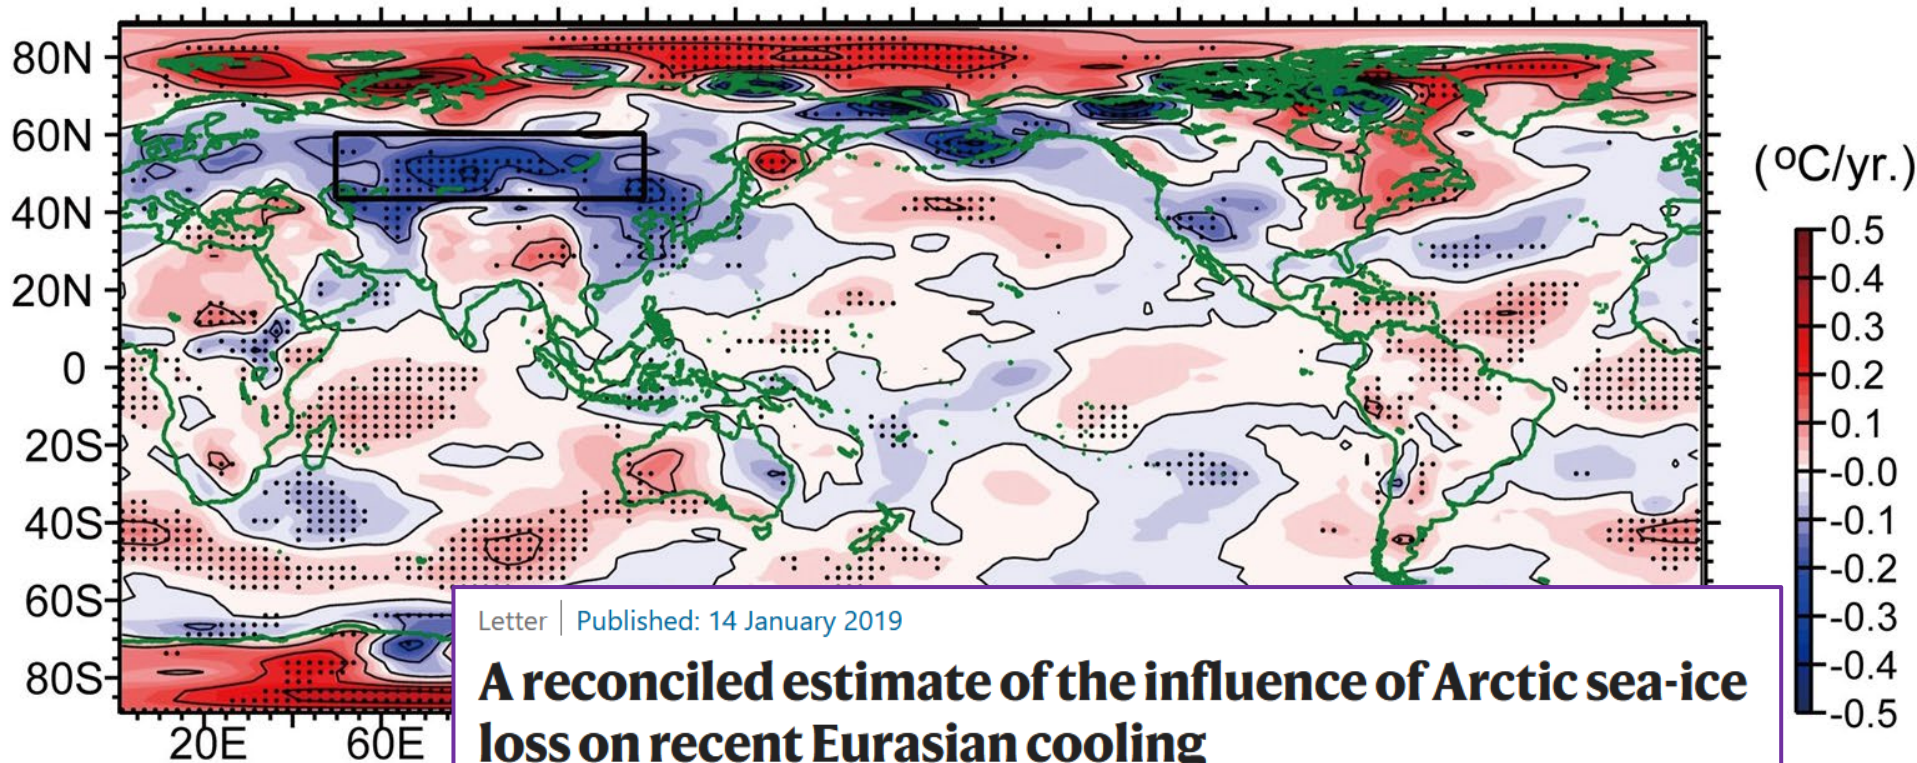 80N
60N
40N
20N
0
20S
40S
60S
80S
20E 60E
(°C/yr.)
0.5
0.4
0.3
0.2
0.1
-0.0
-0.1
-0.2
-0.3
-0.4
-0.5
Letter | Published: 14 January 2019
A reconciled estimate of the influence of Arctic sea-ice
loss on recent Eurasian cooling